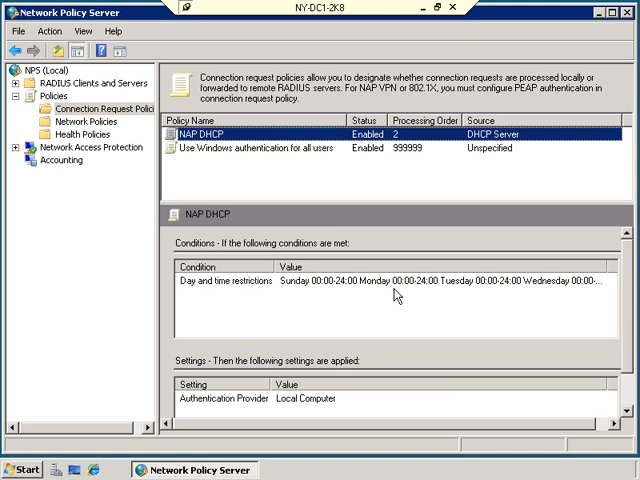 NY-DC1-2K8
Network Policy Server
File Action View Help
NPS (Local)
RADIUS Clients and Servers
Policies
Connection Request Polici
Network Policies
Health Policies
Network Access Protection
Accounting
Connection request policies allow you to designate whether connection requests are processed locally or
forwarded to remote RADIUS servers. For NAP VPN or 802.1X, you must configure PEAP authentication in
connection request policy.
Policy Name Status Processing Order Source
NAP DHCP Enabled 2 DHCP Server
Use Windows authentication for all users Enabled 999999 Unspecified
NAP DHCP
Conditions - If the following conditions are met:
Condition Value
Day and time restrictions Sunday 00:00-24:00 Monday 00:00-24:00 Tuesday 00:00-24:00 Wednesday 00:00-...
Settings - Then the following settings are applied:
Setting Value
Authentication Provider Local Computer
Start Network Policy Server